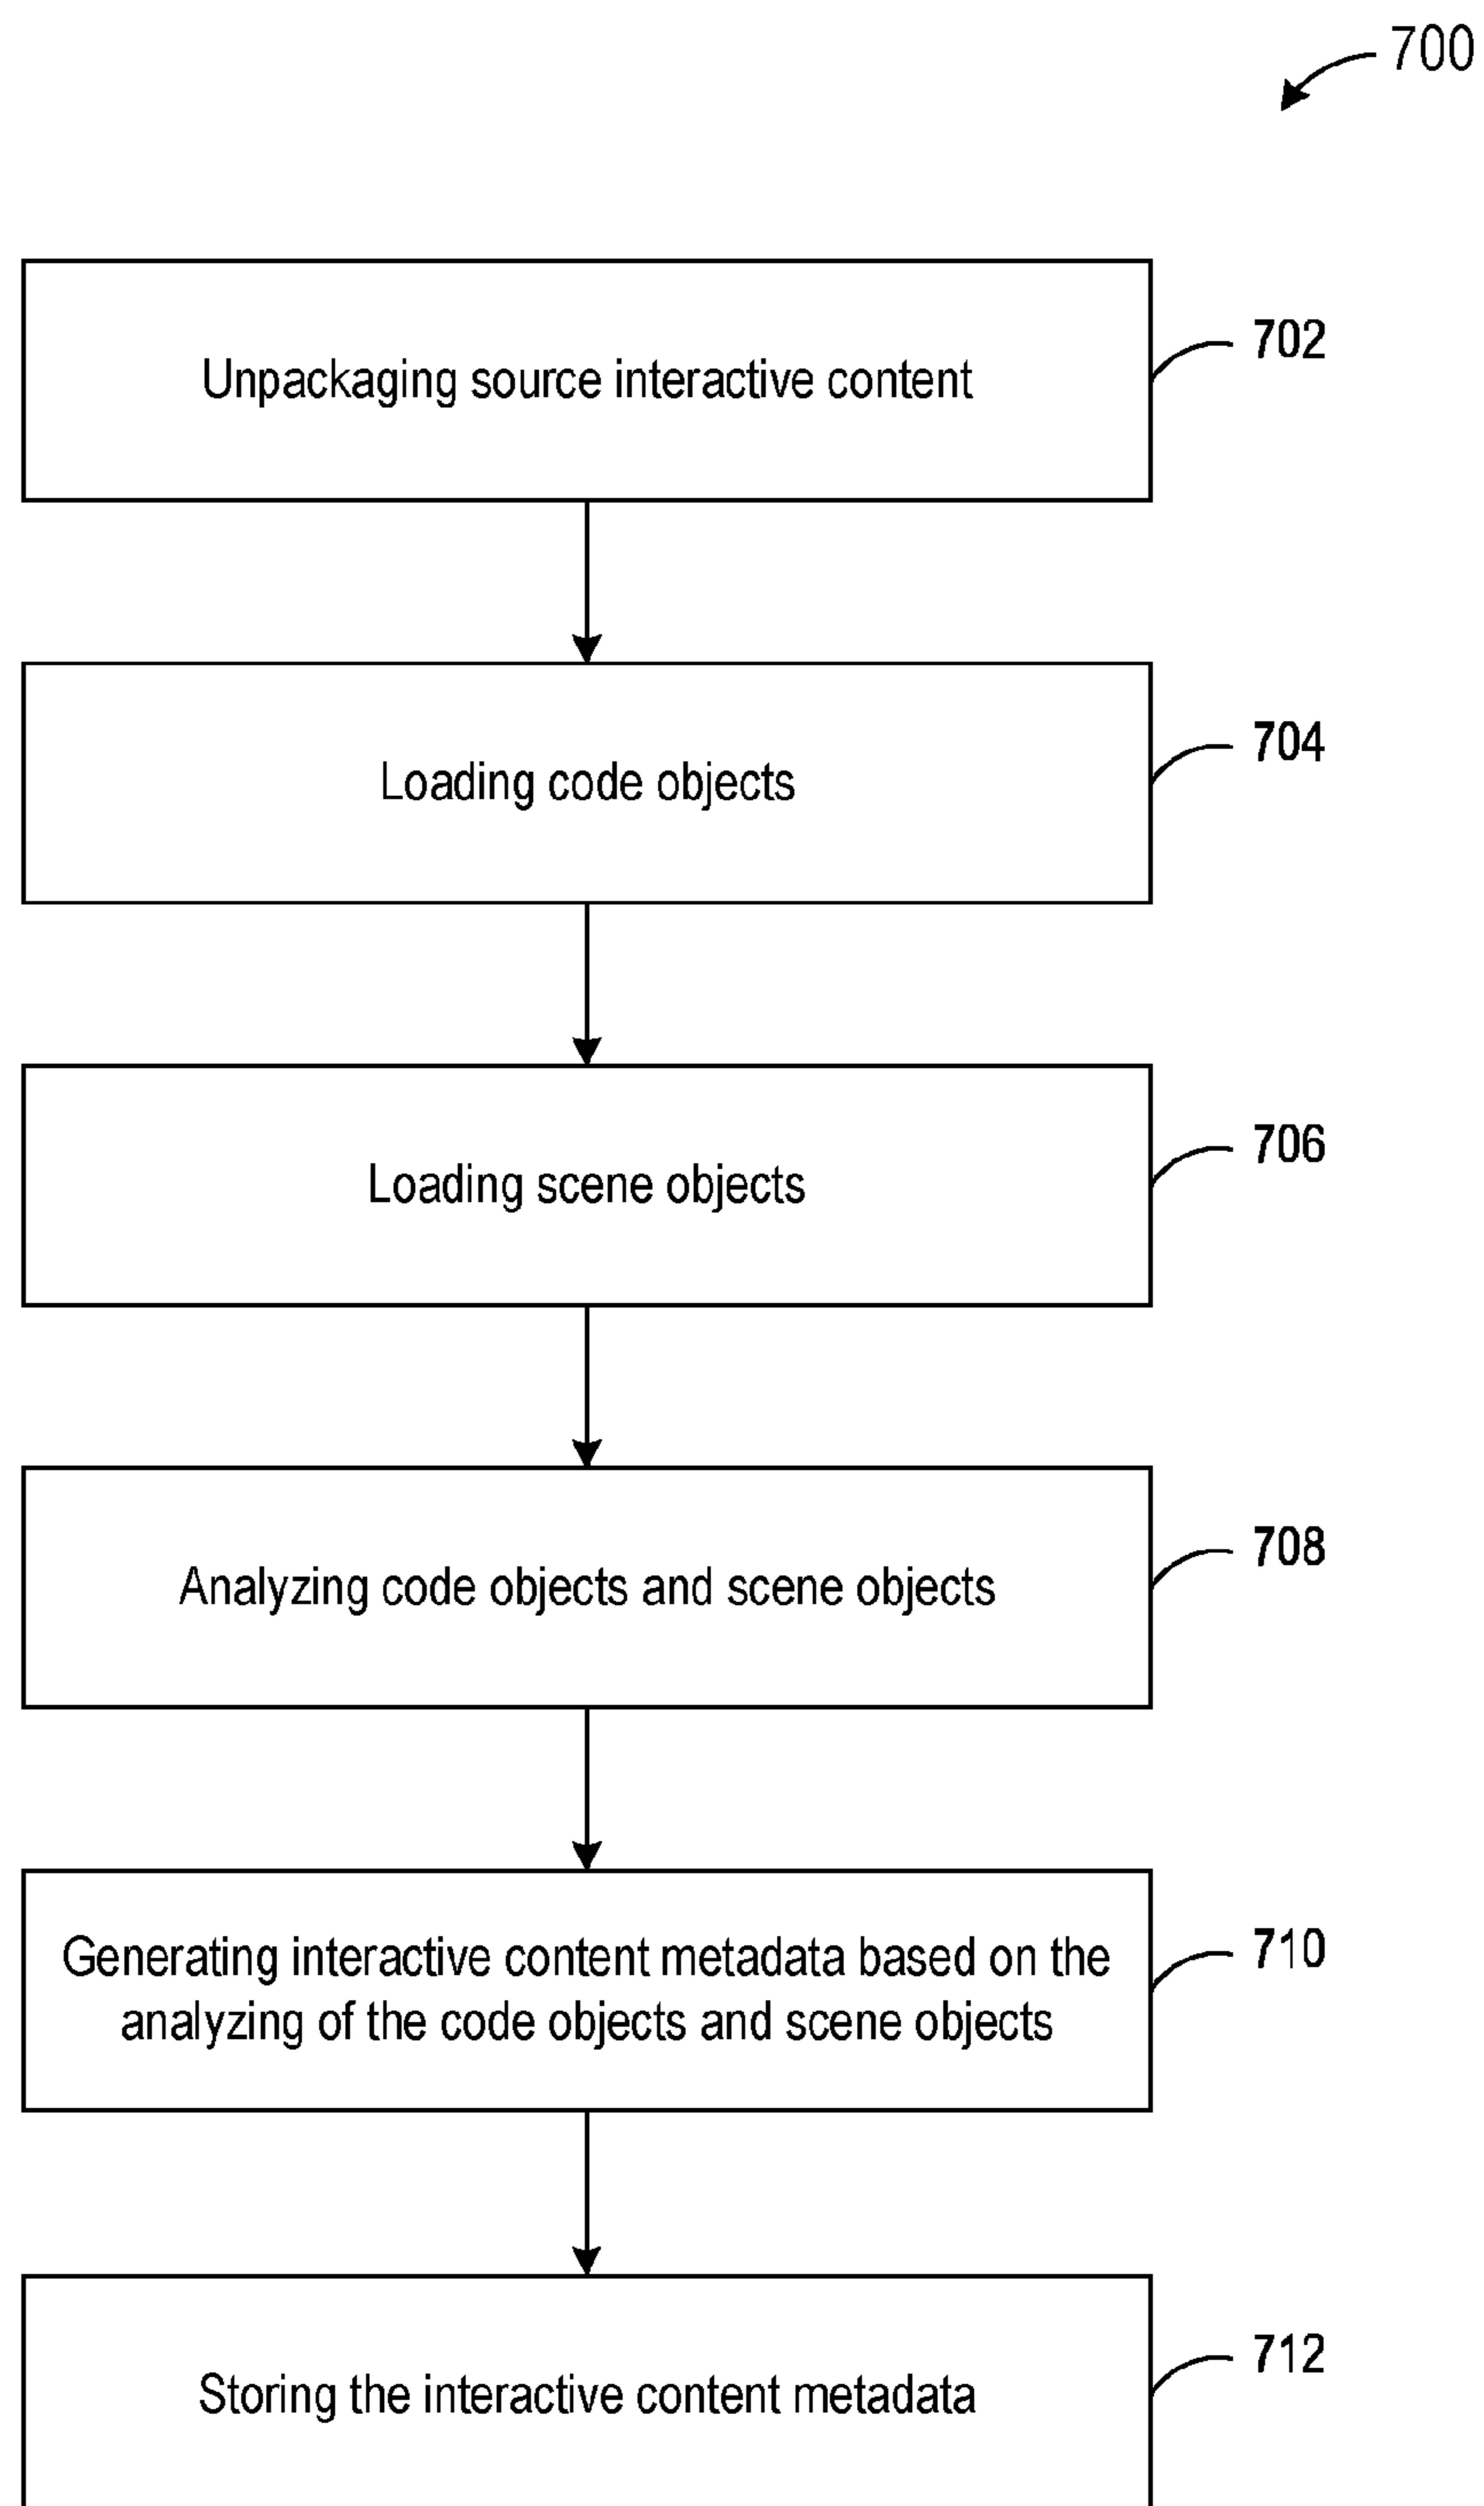 700
Unpackaging source interactive content
702
Loading code objects
704
Loading scene objects
706
Analyzing code objects and scene objects
708
Generating interactive content metadata based on the
analyzing of the code objects and scene objects
710
Storing the interactive content metadata
712